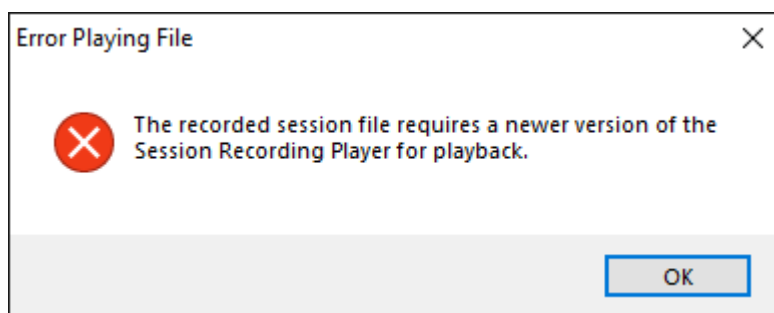 Error Playing File
The recorded session file requires a newer version of the
Session Recording Player for playback.
OK